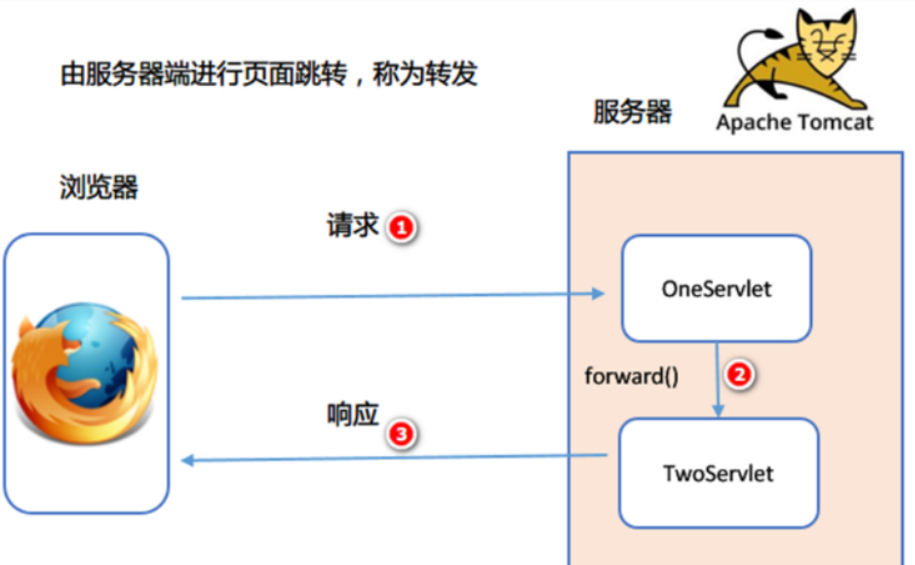 由服务器端进行页面跳转，称为转发
服务器
Apache Tomcat
浏览器
请求 1
OneServlet
forward() 2
响应 3
TwoServlet